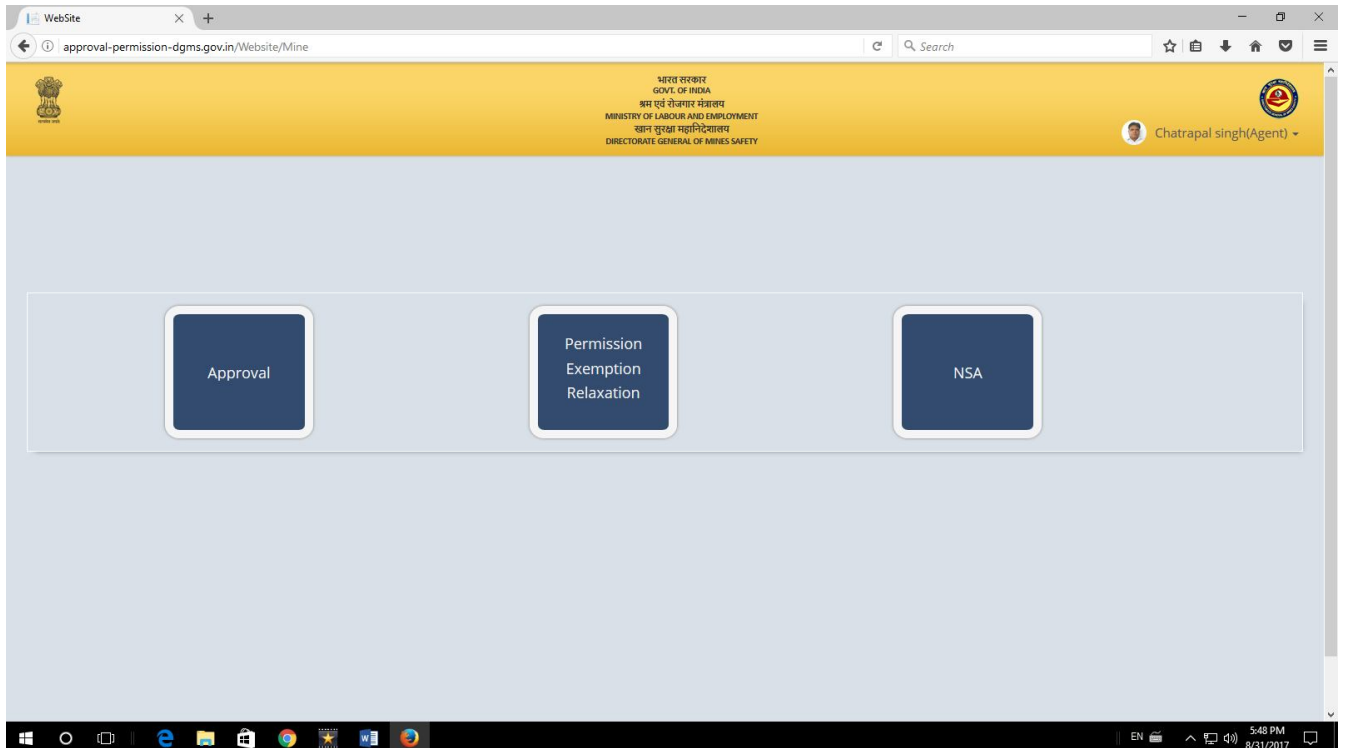 WebSite
approval-permission-dgms.gov.in/Website/Mine
Search
भारत सरकार
GOVT. OF INDIA
श्रम एवं रोजगार मंत्रालय
MINISTRY OF LABOUR AND EMPLOYMENT
खान सुरक्षा महानिदेशालय
DIRECTORATE GENERAL OF MINES SAFETY
Chatrapal singh(Agent)
Approval
Permission
Exemption
Relaxation
NSA
EN
5:48 PM
8/31/2017